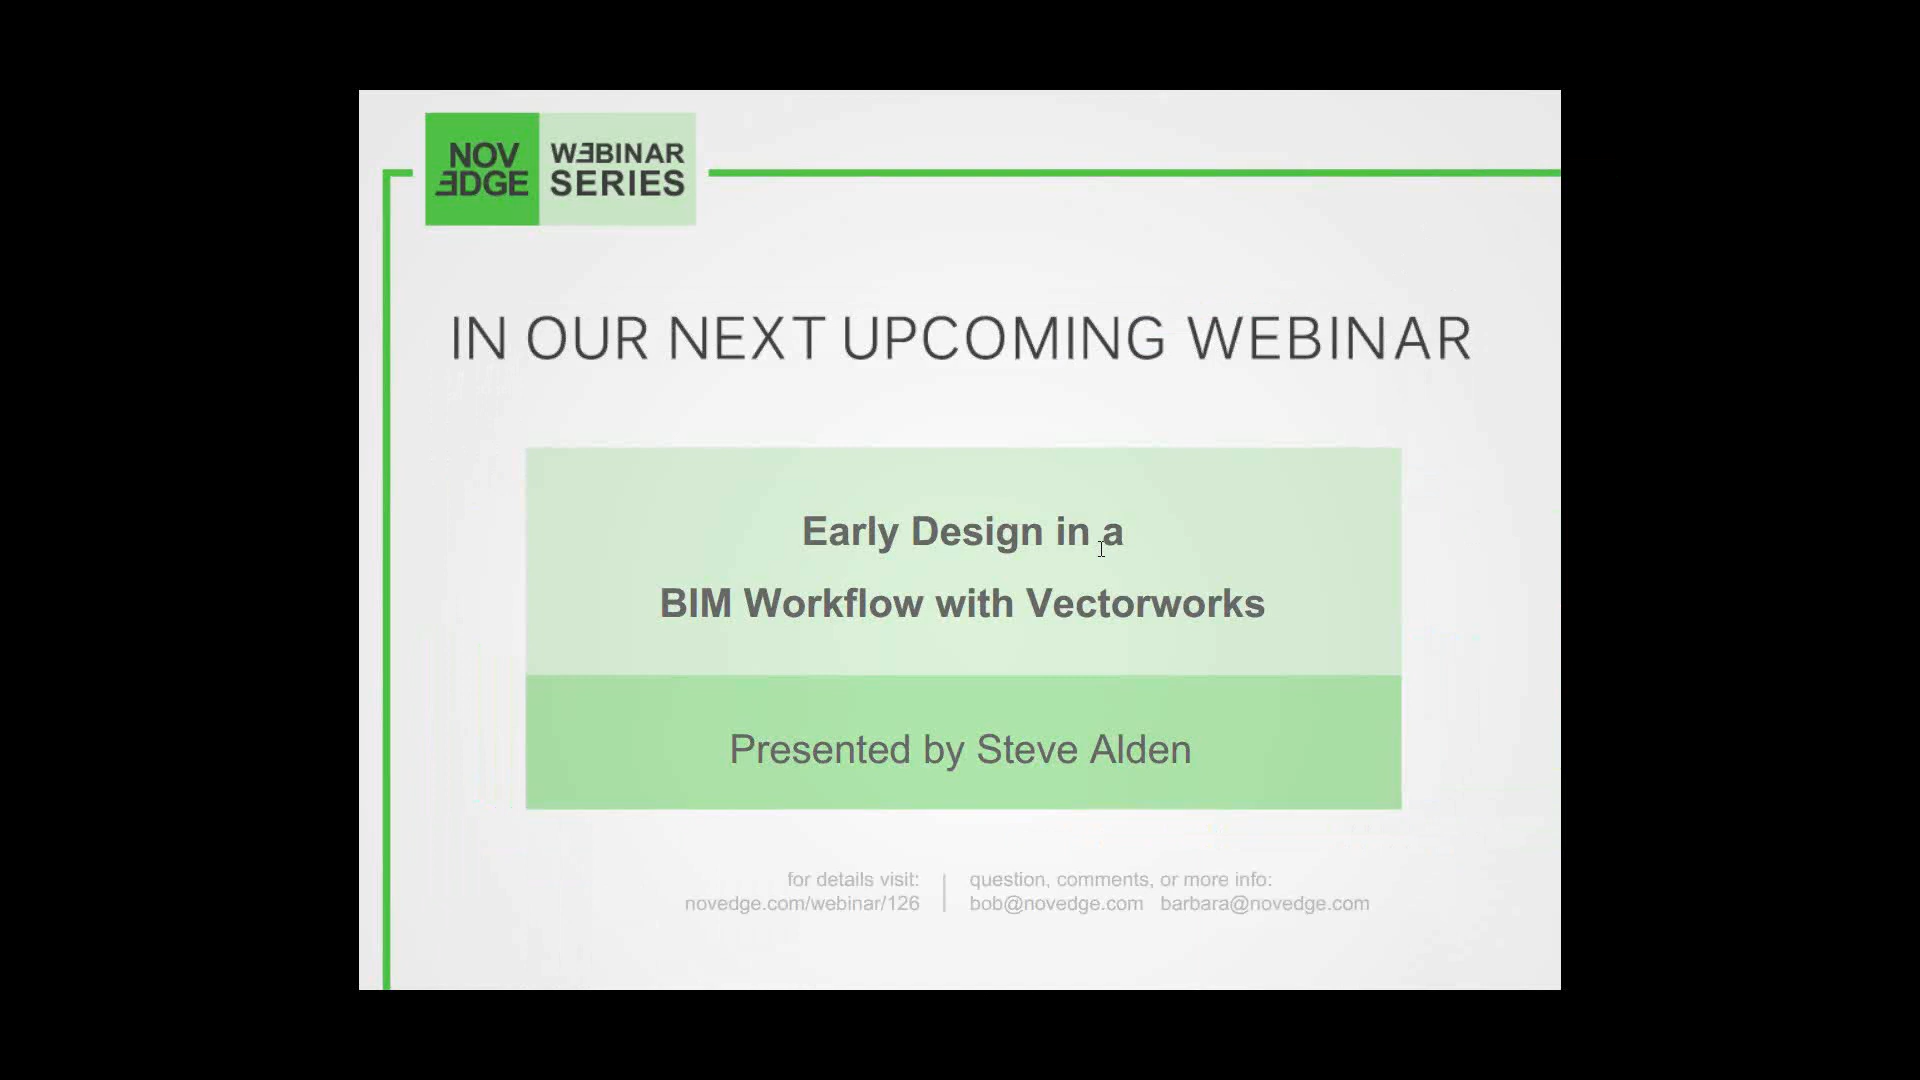 NOV
EDGE
WEBINAR
SERIES
IN OUR NEXT UPCOMING WEBINAR
Early Design in a
BIM Workflow with Vectorworks
Presented by Steve Alden
for details visit:
novedge.com/webinar/126
question, comments, or more info:
bob@novedge.com barbara@novedge.com